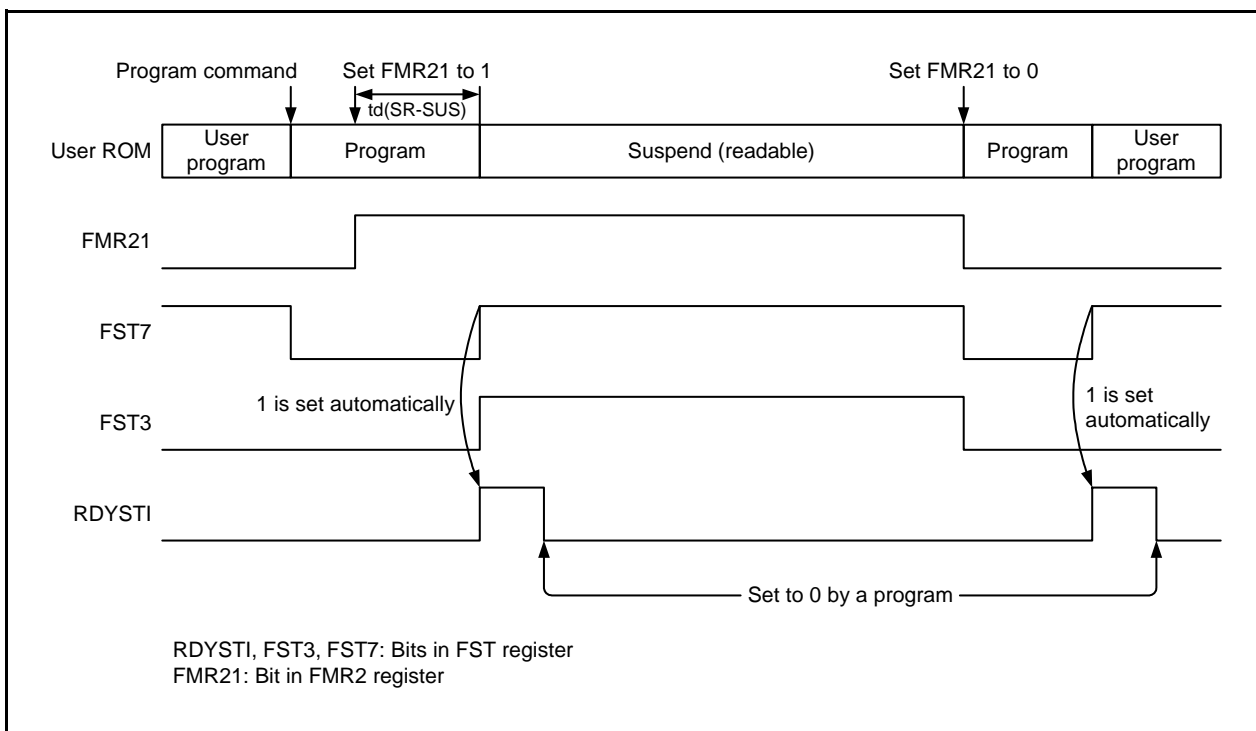 Program command
Set FMR21 to 1
Set FMR21 to 0
td(SR-SUS)
User ROM
User
program
Program
Suspend (readable)
Program
User
program
FMR21
FST7
1 is set automatically
1 is set
automatically
FST3
RDYSTI
Set to 0 by a program
RDYSTI, FST3, FST7: Bits in FST register
FMR21: Bit in FMR2 register